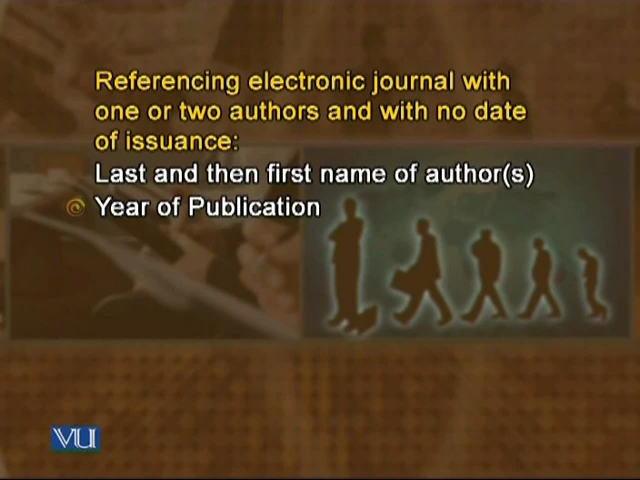 Referencing electronic journal with
one or two authors and with no date
of issuance:
Last and then first name of author(s)
Year of Publication
VU